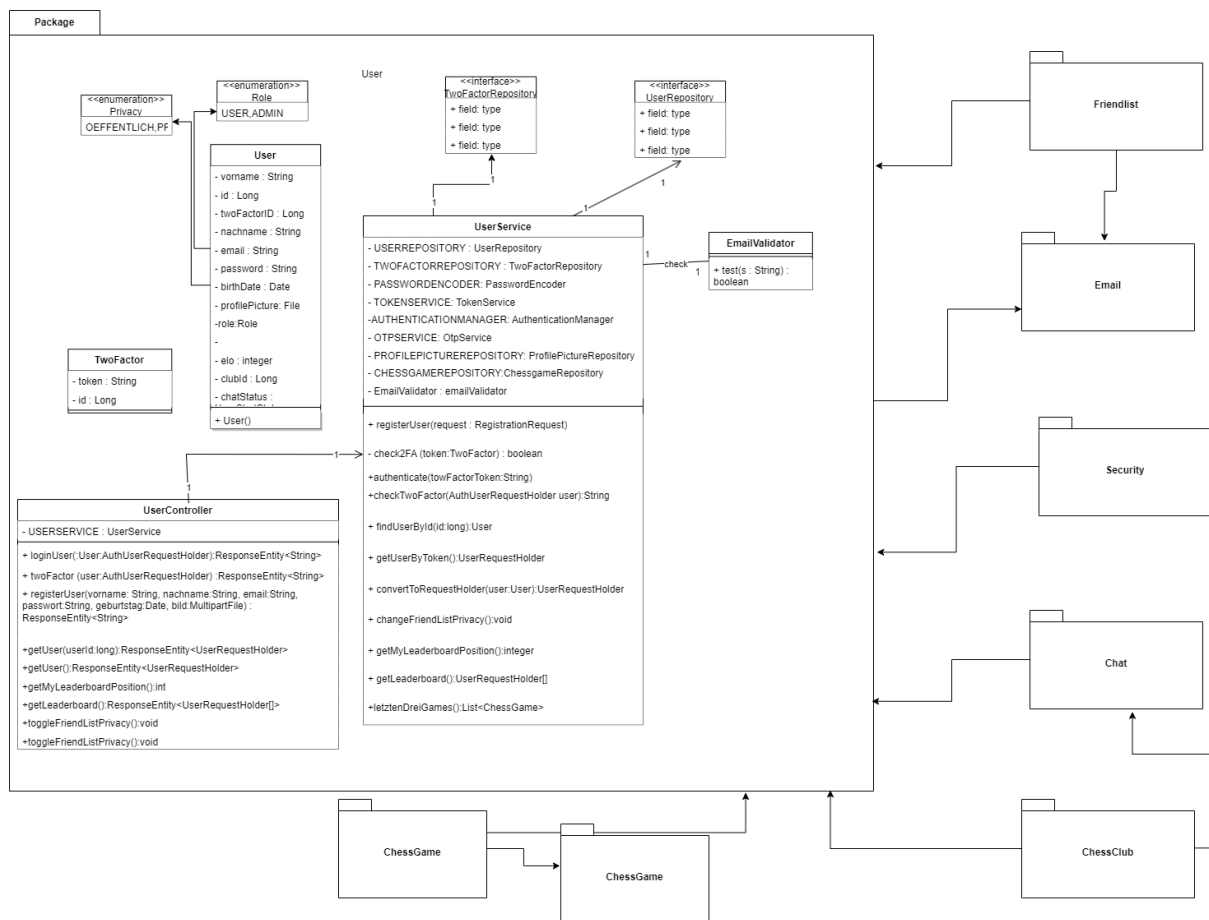 Package
User
<<enumeration>>
Privacy
OEFFENTLICH,PF
<<enumeration>>
Role
USER,ADMIN
<<interface>>
TwoFactorRepository
+ field: type
+ field: type
+ field: type
<<interface>>
UserRepository
+ field: type
+ field: type
+ field: type
User
- vorname : String
- id : Long
- twoFactorID : Long
- nachname : String
- email : String
- password : String
- birthDate : Date
- profilePicture: File
-role:Role
-
- elo : integer
- clubId : Long
- chatStatus :
+ User()
TwoFactor
- token : String
- id : Long
1
1
1
1
UserService
- USERREPOSITORY : UserRepository
- TWOFACTORREPOSITORY : TwoFactorRepository
- PASSWORDENCODER: PasswordEncoder
- TOKENSERVICE: TokenService
-AUTHENTICATIONMANAGER: AuthenticationManager
- OTPSERVICE: OtpService
- PROFILEPICTUREREPOSITORY: ProfilePictureRepository
- CHESSGAMEREPOSITORY:ChessgameRepository
- EmailValidator : emailValidator
+ registerUser(request : RegistrationRequest)
- check2FA (token:TwoFactor) : boolean
+authenticate(towFactorToken:String)
+checkTwoFactor(AuthUserRequestHolder user):String
+ findUserById(id:long):User
+ getUserByToken():UserRequestHolder
+ convertToRequestHolder(user:User):UserRequestHolder
+ changeFriendListPrivacy():void
+ getMyLeaderboardPosition():integer
+ getLeaderboard():UserRequestHolder[]
+letztenDreiGames():List<ChessGame>
1
check
1
EmailValidator
+ test(s : String) :
boolean
1
1
UserController
- USERSERVICE : UserService
+ loginUser(:User:AuthUserRequestHolder):ResponseEntity<String>
+ twoFactor (user:AuthUserRequestHolder) :ResponseEntity<String>
+ registerUser(vorname: String, nachname:String, email:String,
passwort:String, geburtstag:Date, bild:MultipartFile) :
ResponseEntity<String>
+getUser(userId:long):ResponseEntity<UserRequestHolder>
+getUser():ResponseEntity<UserRequestHolder>
+getMyLeaderboardPosition():int
+getLeaderboard():ResponseEntity<UserRequestHolder[]>
+toggleFriendListPrivacy():void
+toggleFriendListPrivacy():void
Friendlist
Email
Security
Chat
ChessClub
ChessGame
ChessGame